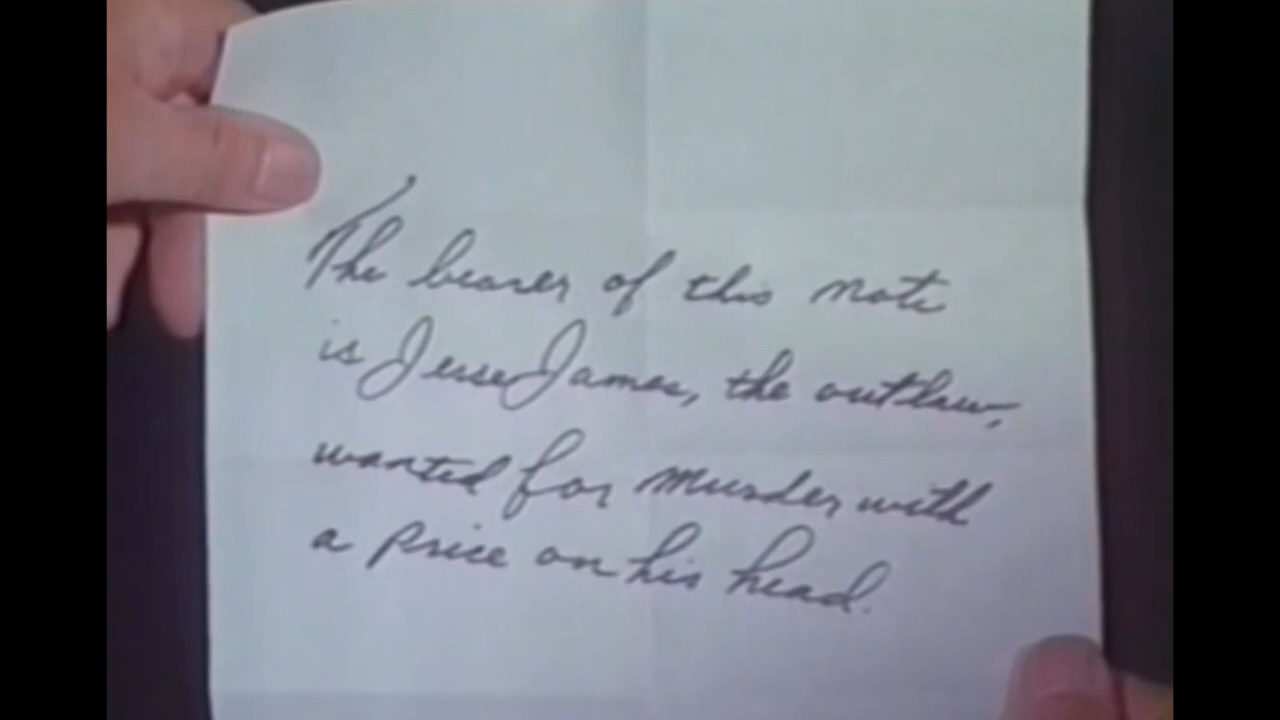 The bearer of this note
is Jesse James, the outlaw,
wanted for murder with
a price on his head.